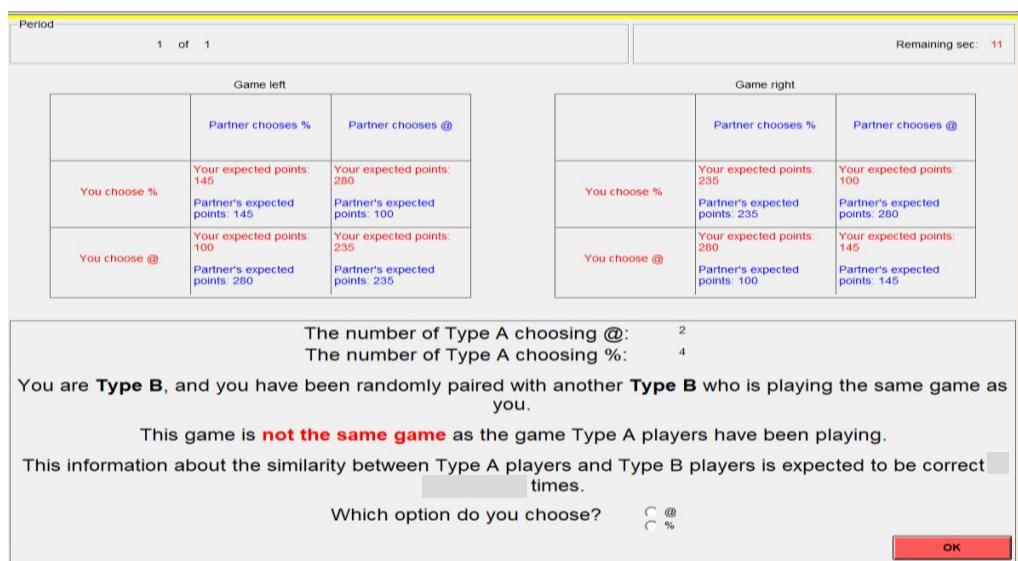 Period
1 of 1
Remaining sec: 11
Game left
Game right
Partner chooses %
Partner chooses @
Partner chooses %
Partner chooses @
You choose %
Your expected points:
145
Partner's expected
points: 145
Your expected points:
280
Partner's expected
points: 100
You choose %
Your expected points:
235
Partner's expected
points: 235
Your expected points:
100
Partner's expected
points: 280
You choose @
Your expected points:
100
Partner's expected
points: 280
Your expected points:
235
Partner's expected
points: 235
You choose @
Your expected points:
280
Partner's expected
points: 100
Your expected points:
145
Partner's expected
points: 145
The number of Type A choosing @: 2
The number of Type A choosing %: 4
You are Type B, and you have been randomly paired with another Type B who is playing the same game as
you.
This game is not the same game as the game Type A players have been playing.
This information about the similarity between Type A players and Type B players is expected to be correct
times.
Which option do you choose?
@
%
OK